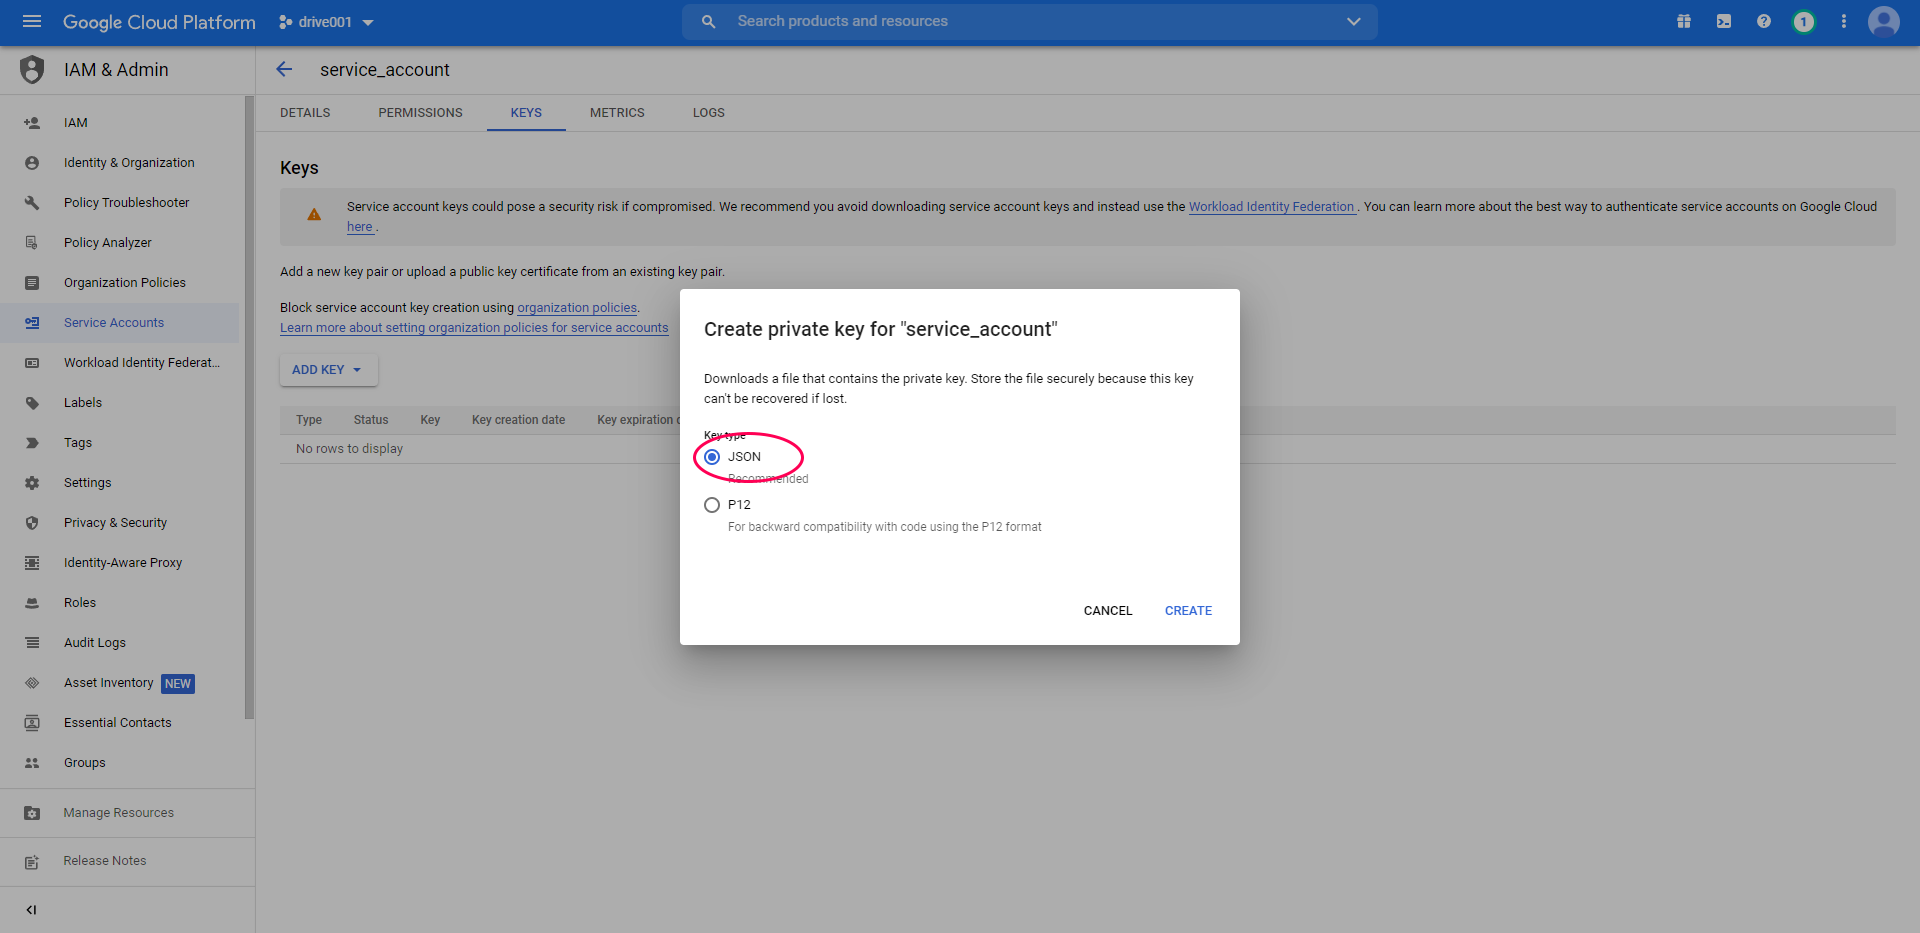 Google Cloud Platform
drive001
Search products and resources
1
IAM & Admin
service_account
DETAILS
PERMISSIONS
KEYS
METRICS
LOGS
IAM
Identity & Organization
Policy Troubleshooter
Policy Analyzer
Organization Policies
Service Accounts
Workload Identity Federat...
Labels
Tags
Settings
Privacy & Security
Identity-Aware Proxy
Roles
Audit Logs
Asset Inventory NEW
Essential Contacts
Groups
Manage Resources
Release Notes
Keys
Service account keys could pose a security risk if compromised. We recommend you avoid downloading service account keys and instead use the Workload Identity Federation . You can learn more about the best way to authenticate service accounts on Google Cloud
here .
Add a new key pair or upload a public key certificate from an existing key pair.
Block service account key creation using organization policies.
Learn more about setting organization policies for service accounts
ADD KEY
Type Status Key Key creation date Key expiration
No rows to display
Create private key for "service_account"
Downloads a file that contains the private key. Store the file securely because this key
can't be recovered if lost.
Key type
JSON
Recommended
P12
For backward compatibility with code using the P12 format
CANCEL
CREATE